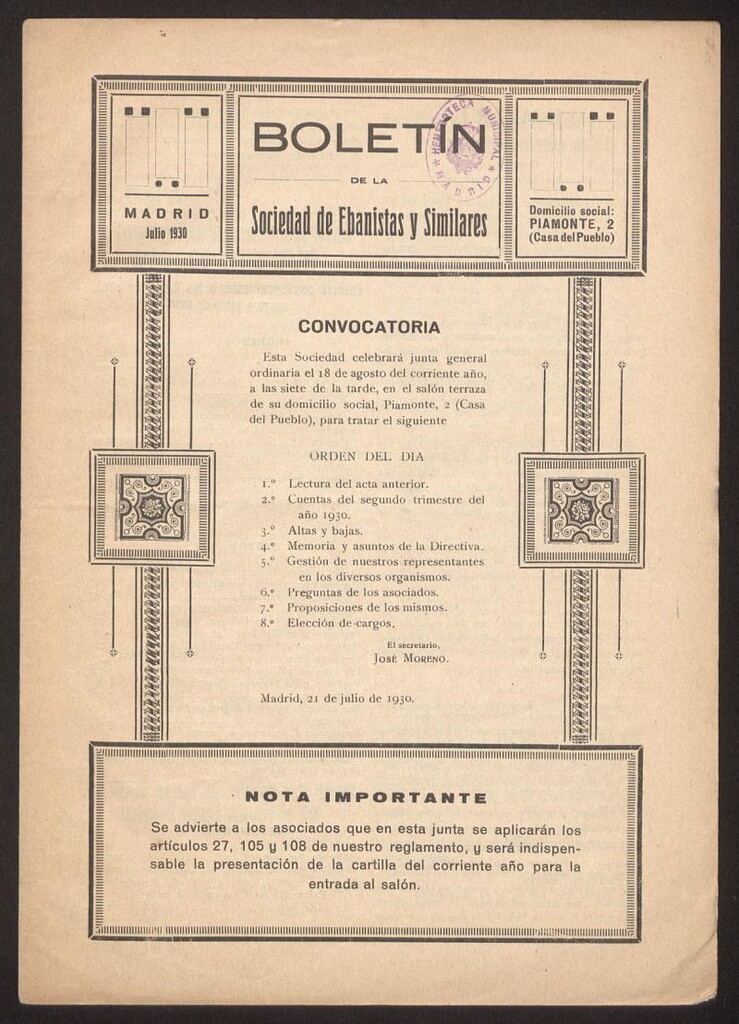 BOLETIN
DE LA
Sociedad de Ebanistas y Similares
MADRID
Julio 1930
Domicilio social:
PIAMONTE, 2
(Casa del Pueblo)
HEMEROTECA MUNICIPAL
* MADRID *
CONVOCATORIA
Esta Sociedad celebrará junta general
ordinaria el 18 de agosto del corriente año,
a las siete de la tarde, en el salón terraza
de su domicilio social, Piamonte, 2 (Casa
del Pueblo), para tratar el siguiente
ORDEN DEL DIA
1.º Lectura del acta anterior.
2.º Cuentas del segundo trimestre del
año 1930.
3.º Altas y bajas.
4.º Memoria y asuntos de la Directiva.
5.º Gestión de nuestros representantes
en los diversos organismos.
6.º Preguntas de los asociados.
7.º Proposiciones de los mismos.
8.º Elección de cargos.
El secretario,
JOSÉ MORENO.
Madrid, 21 de julio de 1930.
NOTA IMPORTANTE
Se advierte a los asociados que en esta junta se aplicarán los
artículos 27, 105 y 108 de nuestro reglamento, y será indispen-
sable la presentación de la cartilla del corriente año para la
entrada al salón.